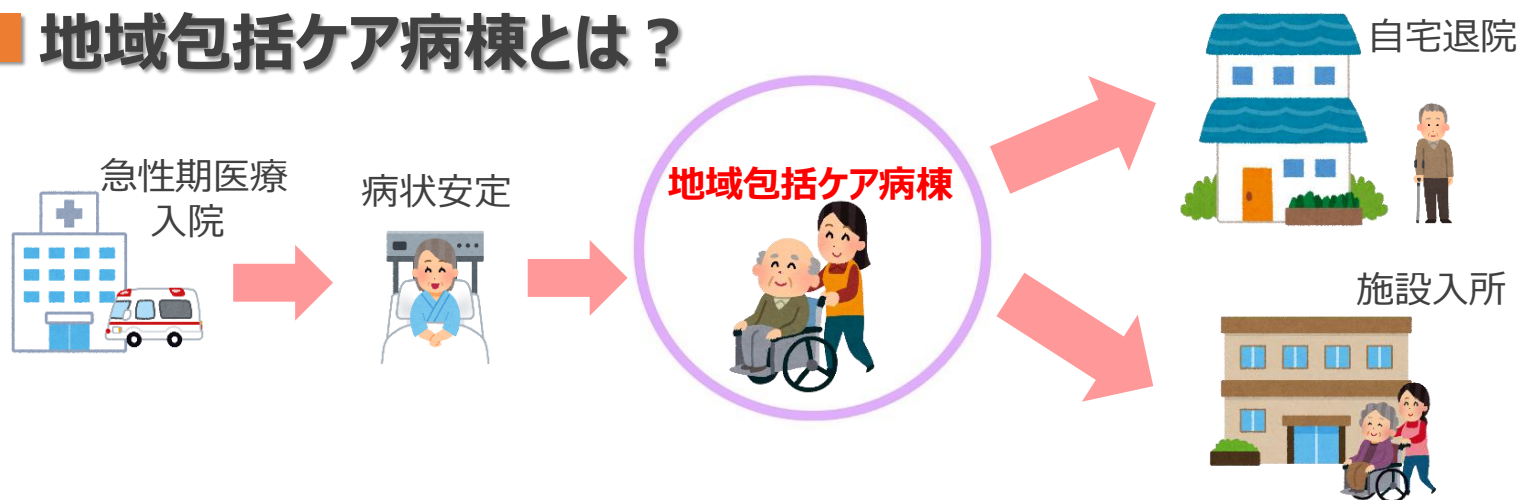 地域包括ケア病棟とは？
急性期医療
入院
病状安定
地域包括ケア病棟
自宅退院
施設入所